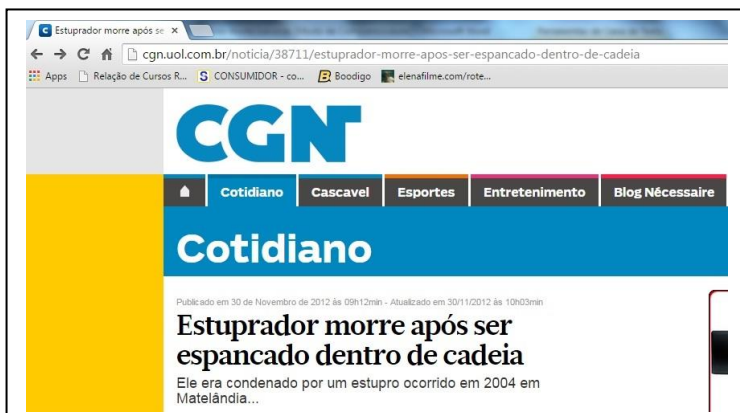 Estuprador morre após se
cgn.uol.com.br/noticia/38711/estuprador-morre-apos-ser-espancado-dentro-de-cadeia
Apps Relação de Cursos R... CONSUMIDOR - co... Boodigo elenafilme.com/rote...
CGN
Cotidiano Cascavel Esportes Entretenimento Blog Nécessaire
Cotidiano
Publicado em 30 de Novembro de 2012 às 09h12min - Atualizado em 30/11/2012 às 10h03min
Estuprador morre após ser
espancado dentro de cadeia
Ele era condenado por um estupro ocorrido em 2004 em
Matelândia...